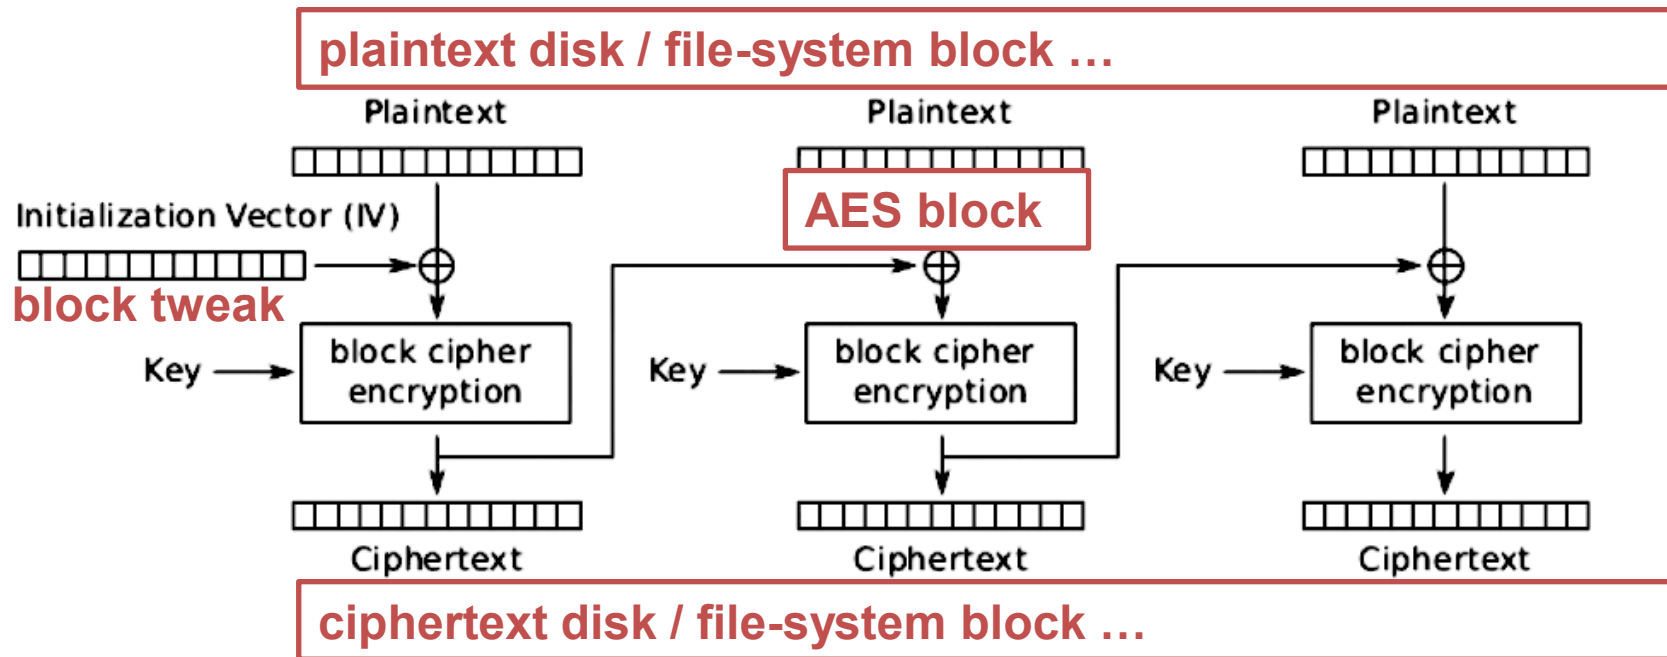 plaintext disk / file-system block …
Plaintext
Plaintext
Plaintext
Initialization Vector (IV)
AES block
block tweak
Key
block cipher
encryption
Key
block cipher
encryption
Key
block cipher
encryption
Ciphertext
Ciphertext
Ciphertext
ciphertext disk / file-system block …